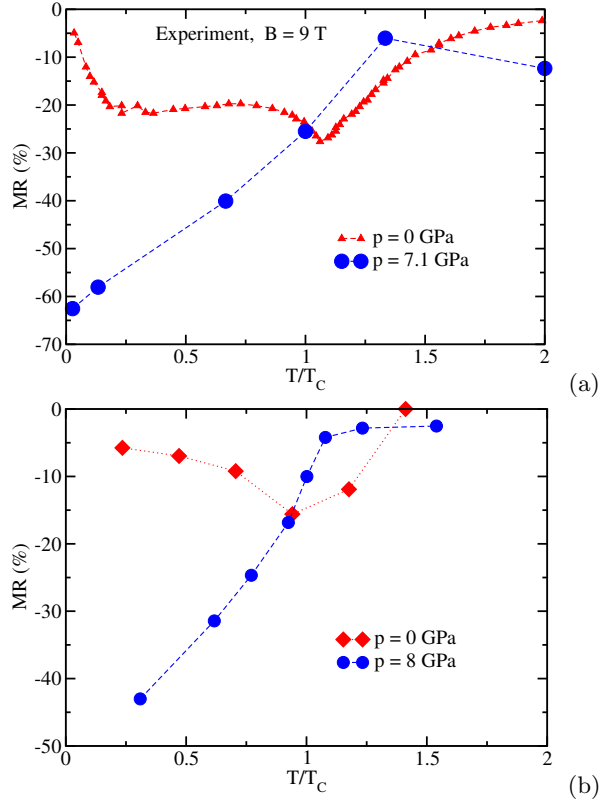 0
-10
-20
-30
-40
-50
-60
-70
MR (%)
Experiment, B = 9 T
p = 0 GPa
p = 7.1 GPa
0 0.5 1 1.5 2
T/T_C
(a)
0
-10
-20
-30
-40
-50
MR (%)
p = 0 GPa
p = 8 GPa
0 0.5 1 1.5 2
T/T_C
(b)